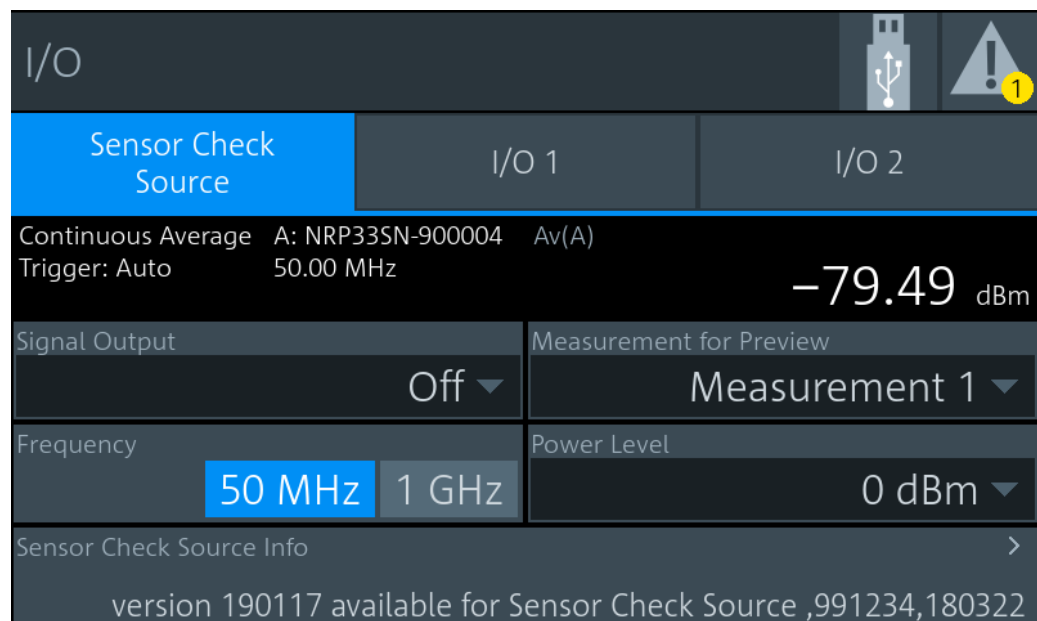 I/O
1
Sensor Check
Source
I/O 1
I/O 2
Continuous Average A: NRP33SN-900004 Av(A)
Trigger: Auto 50.00 MHz
−79.49 dBm
Signal Output
Off
Measurement for Preview
Measurement 1
Frequency
50 MHz 1 GHz
Power Level
0 dBm
Sensor Check Source Info >
version 190117 available for Sensor Check Source ,991234,180322